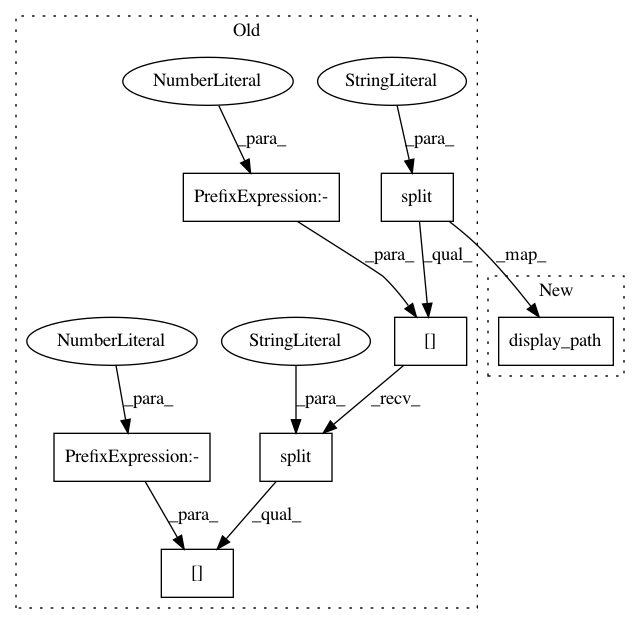 Old
NumberLiteral
StringLiteral
_para_
_para_
PrefixExpression:-
split
_para_
_qual_
_map_
New
NumberLiteral
StringLiteral
[]
display_path
_para_
_para_
_recv_
PrefixExpression:-
split
_para_
_qual_
[]